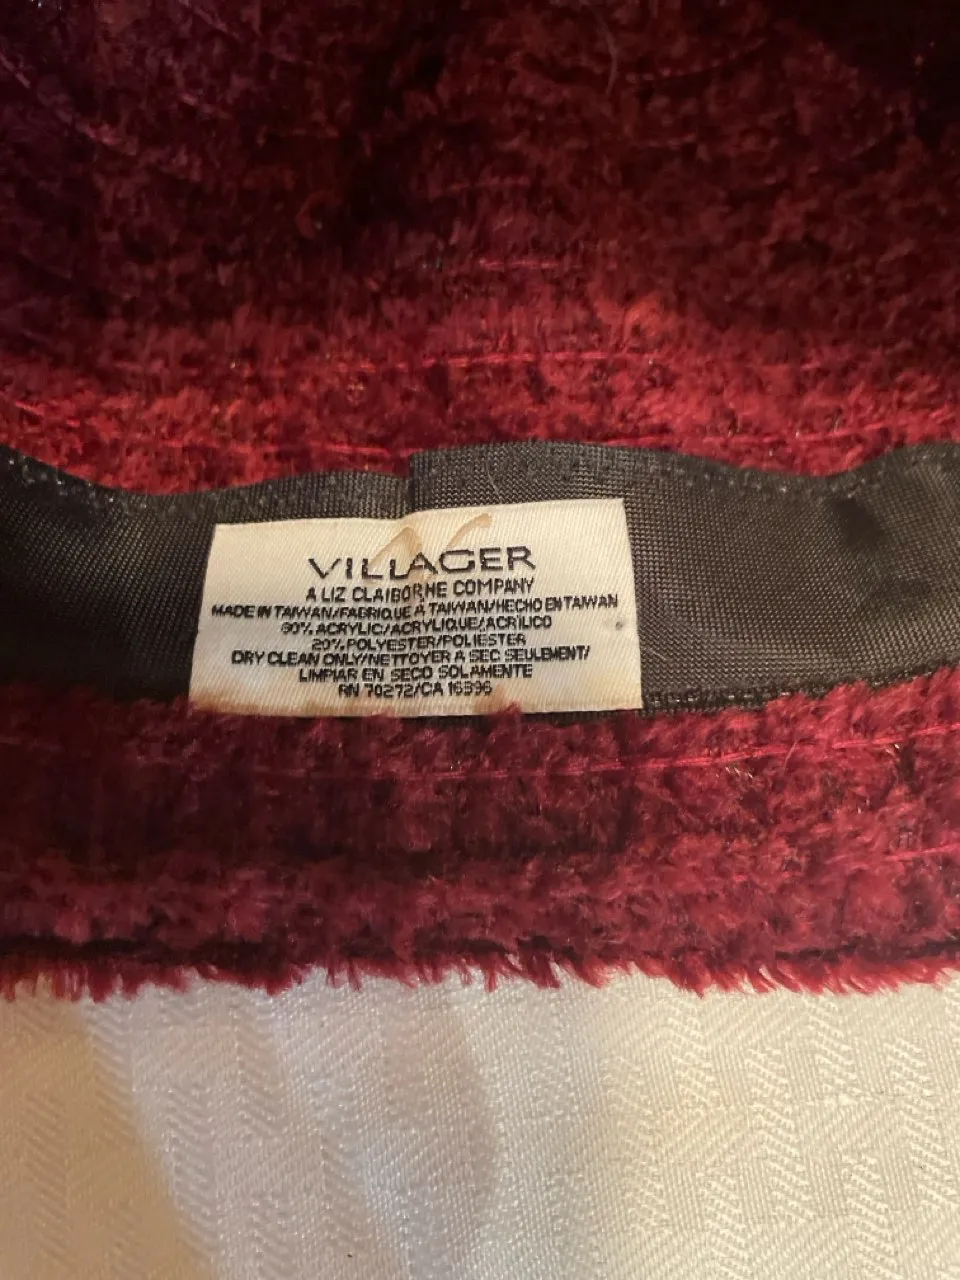 VILLAGER
A LIZ CLAIBORNE COMPANY
MADE IN TAIWAN/FABRIQUE À TAIWAN/HECHO EN TAIWAN
80% ACRYLIC/ACRYLIQUE/ACRÍLICO
20% POLYESTER/POLIESTER
DRY CLEAN ONLY/NETTOYER A SEC SEULEMENT/
LIMPIAR EN SECO SOLAMENTE
RN 70272/CA 16396